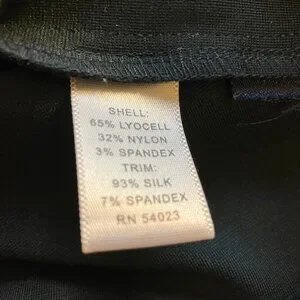 SHELL:
65% LYOCELL
32% NYLON
3% SPANDEX
TRIM:
93% SILK
7% SPANDEX
RN 54023